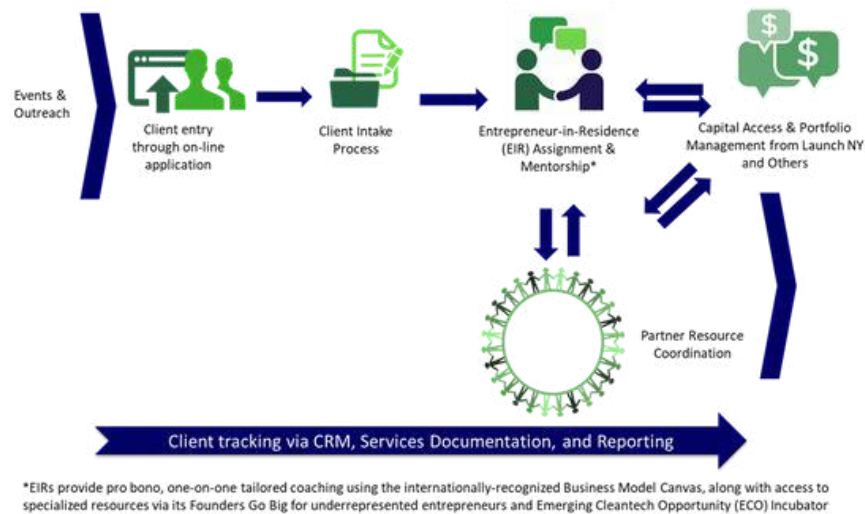 Events &
Outreach
Client entry
through on-line
application
Client Intake
Process
Entrepreneur-in-Residence
(EIR) Assignment &
Mentorship*
$
$
Capital Access & Portfolio
Management from Launch NY
and Others
Partner Resource
Coordination
Client tracking via CRM, Services Documentation, and Reporting
*EIRs provide pro bono, one-on-one tailored coaching using the internationally-recognized Business Model Canvas, along with access to
specialized resources via its Founders Go Big for underrepresented entrepreneurs and Emerging Cleantech Opportunity (ECO) Incubator